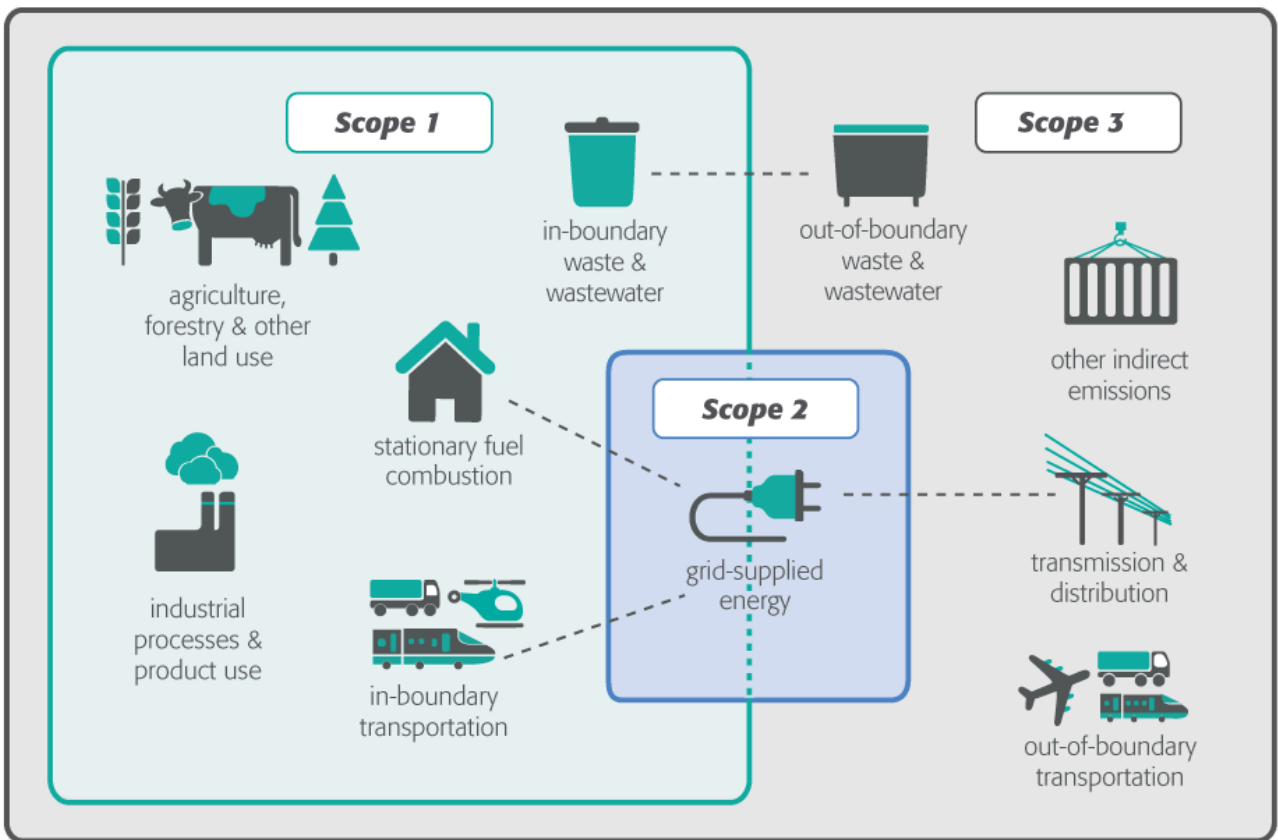 Scope 1
Scope 3
in-boundary
waste &
wastewater
out-of-boundary
waste &
wastewater
agriculture,
forestry & other
land use
other indirect
emissions
Scope 2
stationary fuel
combustion
grid-supplied
energy
transmission &
distribution
industrial
processes &
product use
in-boundary
transportation
out-of-boundary
transportation